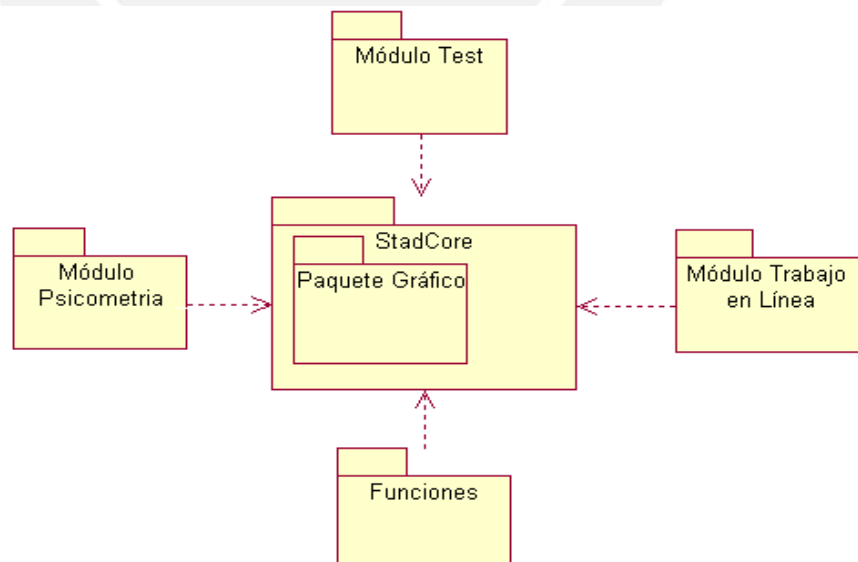 Módulo Test
StadCore
Paquete Gráfico
Módulo
Psicometria
Módulo Trabajo
en Línea
Funciones